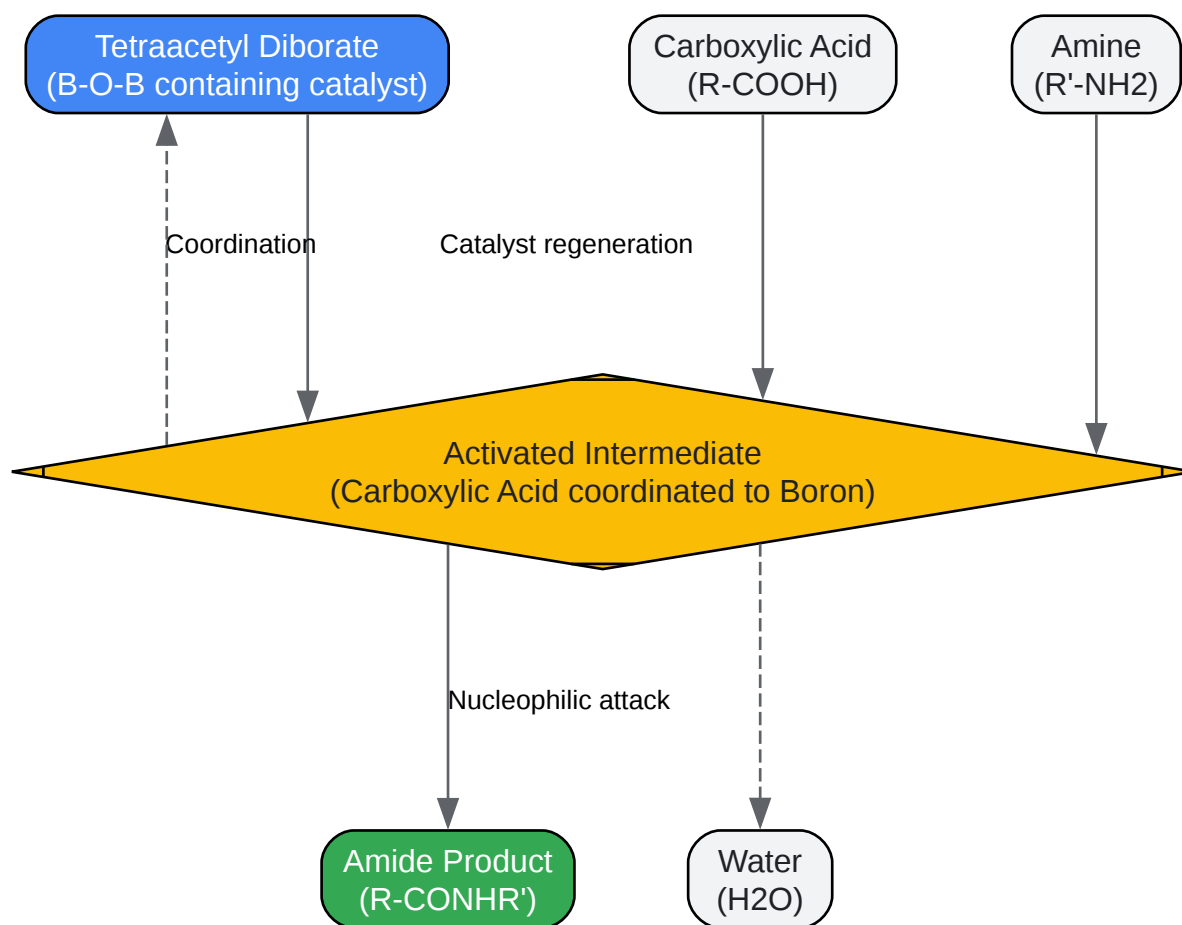 Tetraacetyl Diborate
(B-O-B containing catalyst)
Carboxylic Acid
(R-COOH)
Amine
(R'-NH2)
Coordination
Catalyst regeneration
Activated Intermediate
(Carboxylic Acid coordinated to Boron)
Nucleophilic attack
Amide Product
(R-CONHR')
Water
(H2O)